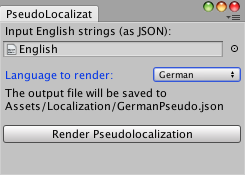 PseudoLocalizat
Input English strings (as JSON):
English
Language to render:
German
The output file will be saved to
Assets/Localization/GermanPseudo.json
Render Pseudolocalization